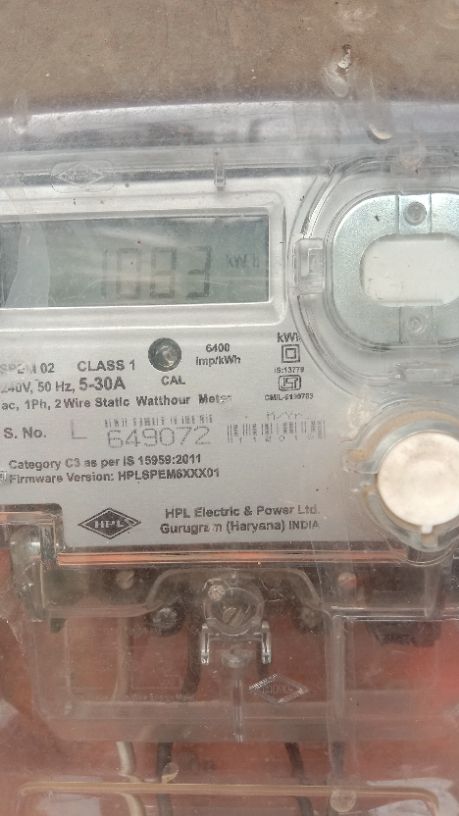 1083
SPEM 02 CLASS 1
6400
imp/kWh
kWh
240V, 50 Hz, 5-30A
CAL
IS:13779
ac, 1Ph, 2 Wire Static Watthour Meter
S. No. L 649072
Category C3 as per IS 15959:2011
Firmware Version: HPLSPEM6XXX01
HPL
HPL Electric & Power Ltd.
Gurugram (Haryana) INDIA